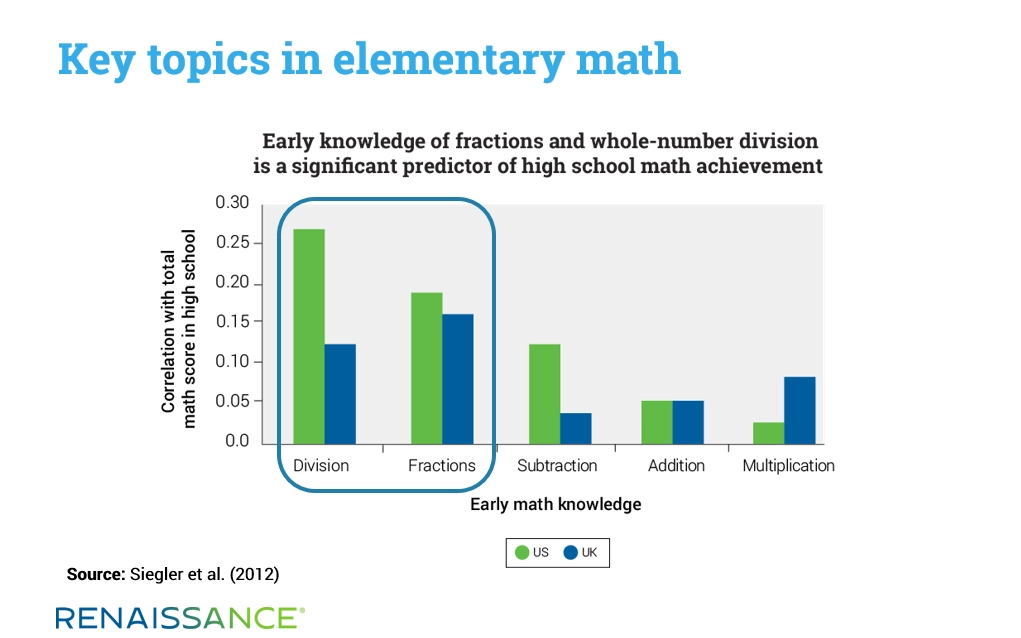 Key topics in elementary math
Early knowledge of fractions and whole-number division
is a significant predictor of high school math achievement
Correlation with total
math score in high school
0.30
0.25
0.20
0.15
0.10
0.05
0.0
Division Fractions Subtraction Addition Multiplication
Early math knowledge
US UK
Source: Siegler et al. (2012)
RENAISSANCE®